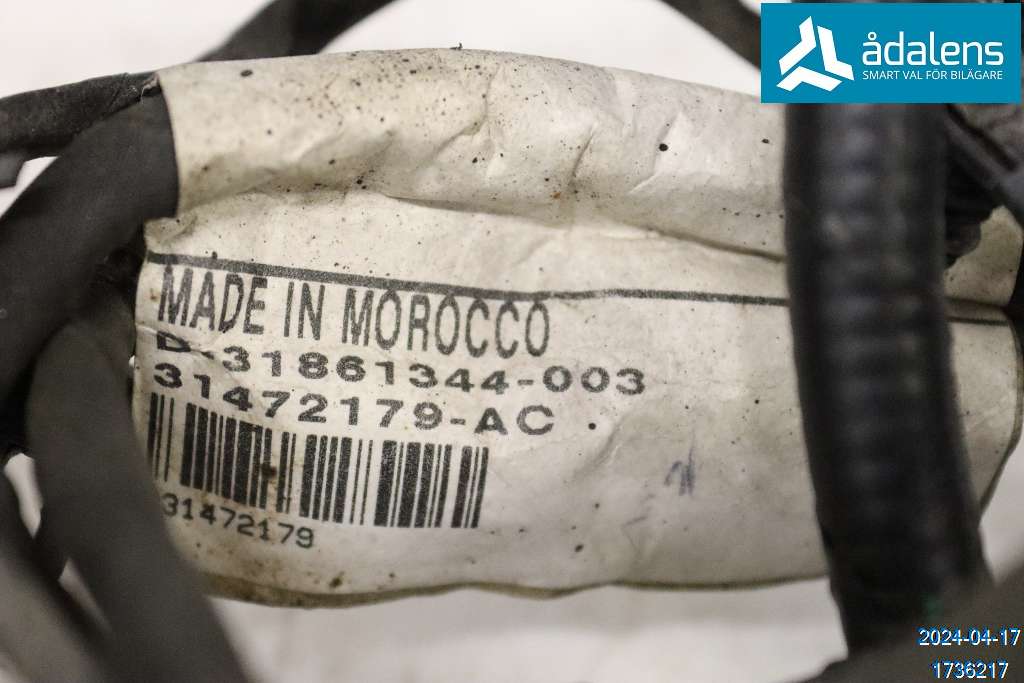 ådalens
SMART VAL FÖR BILÄGARE
MADE IN MOROCCO
D-31861344-003
31472179-AC
31472179
2024-04-17
1736217